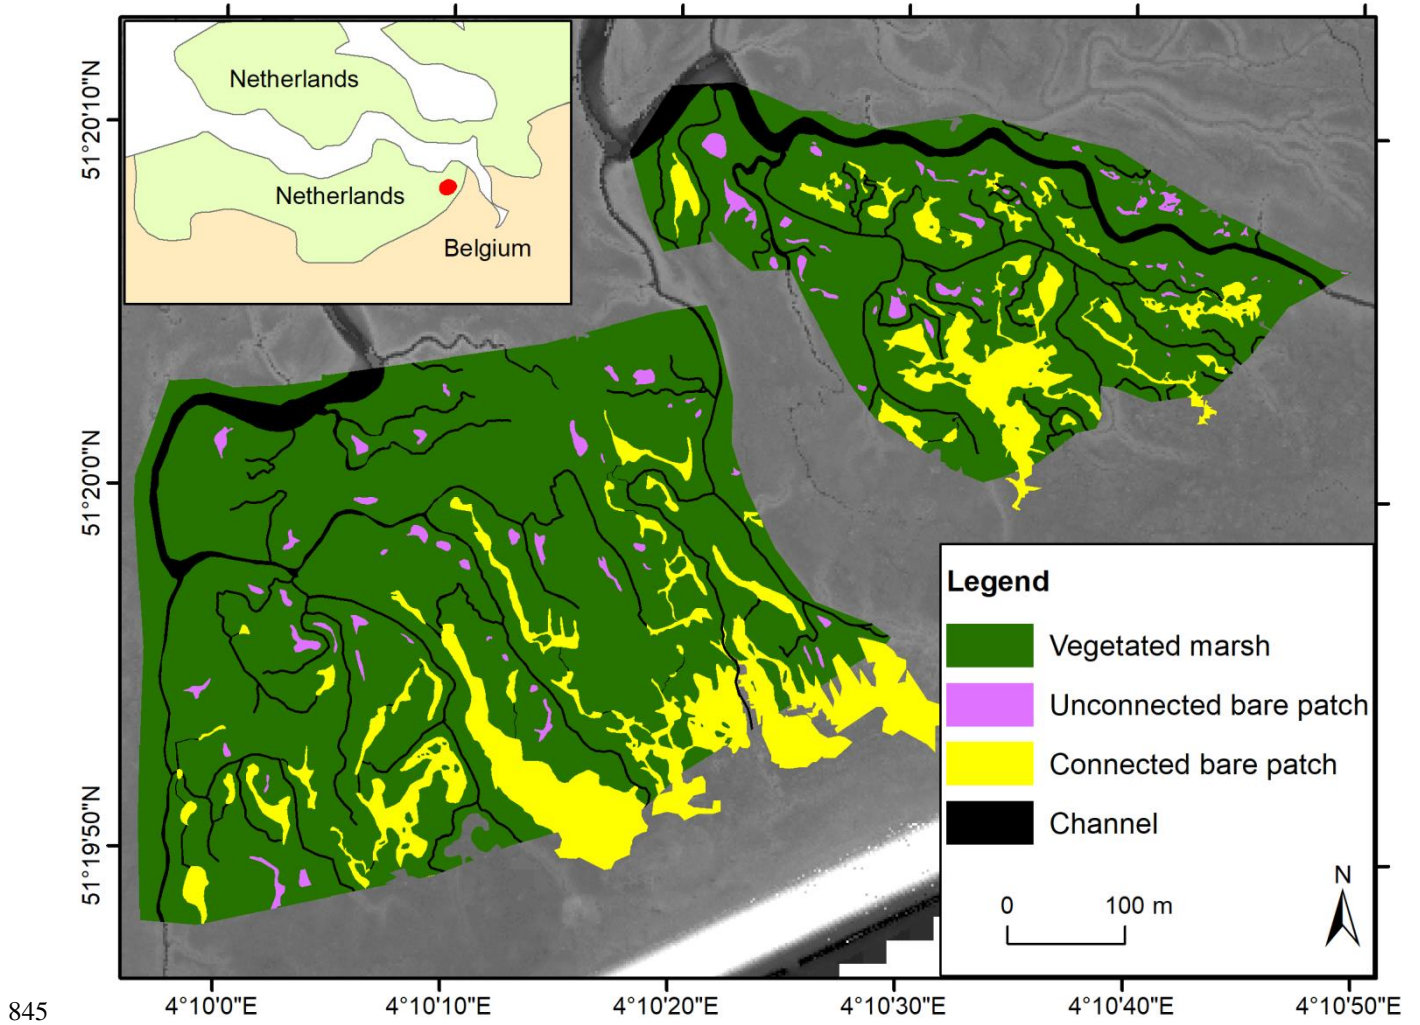 Netherlands
Netherlands
Belgium
51°20'10"N
51°20'0"N
51°19'50"N
Legend
Vegetated marsh
Unconnected bare patch
Connected bare patch
Channel
N
0 100 m
4°10'0"E 4°10'10"E 4°10'20"E 4°10'30"E 4°10'40"E 4°10'50"E
845